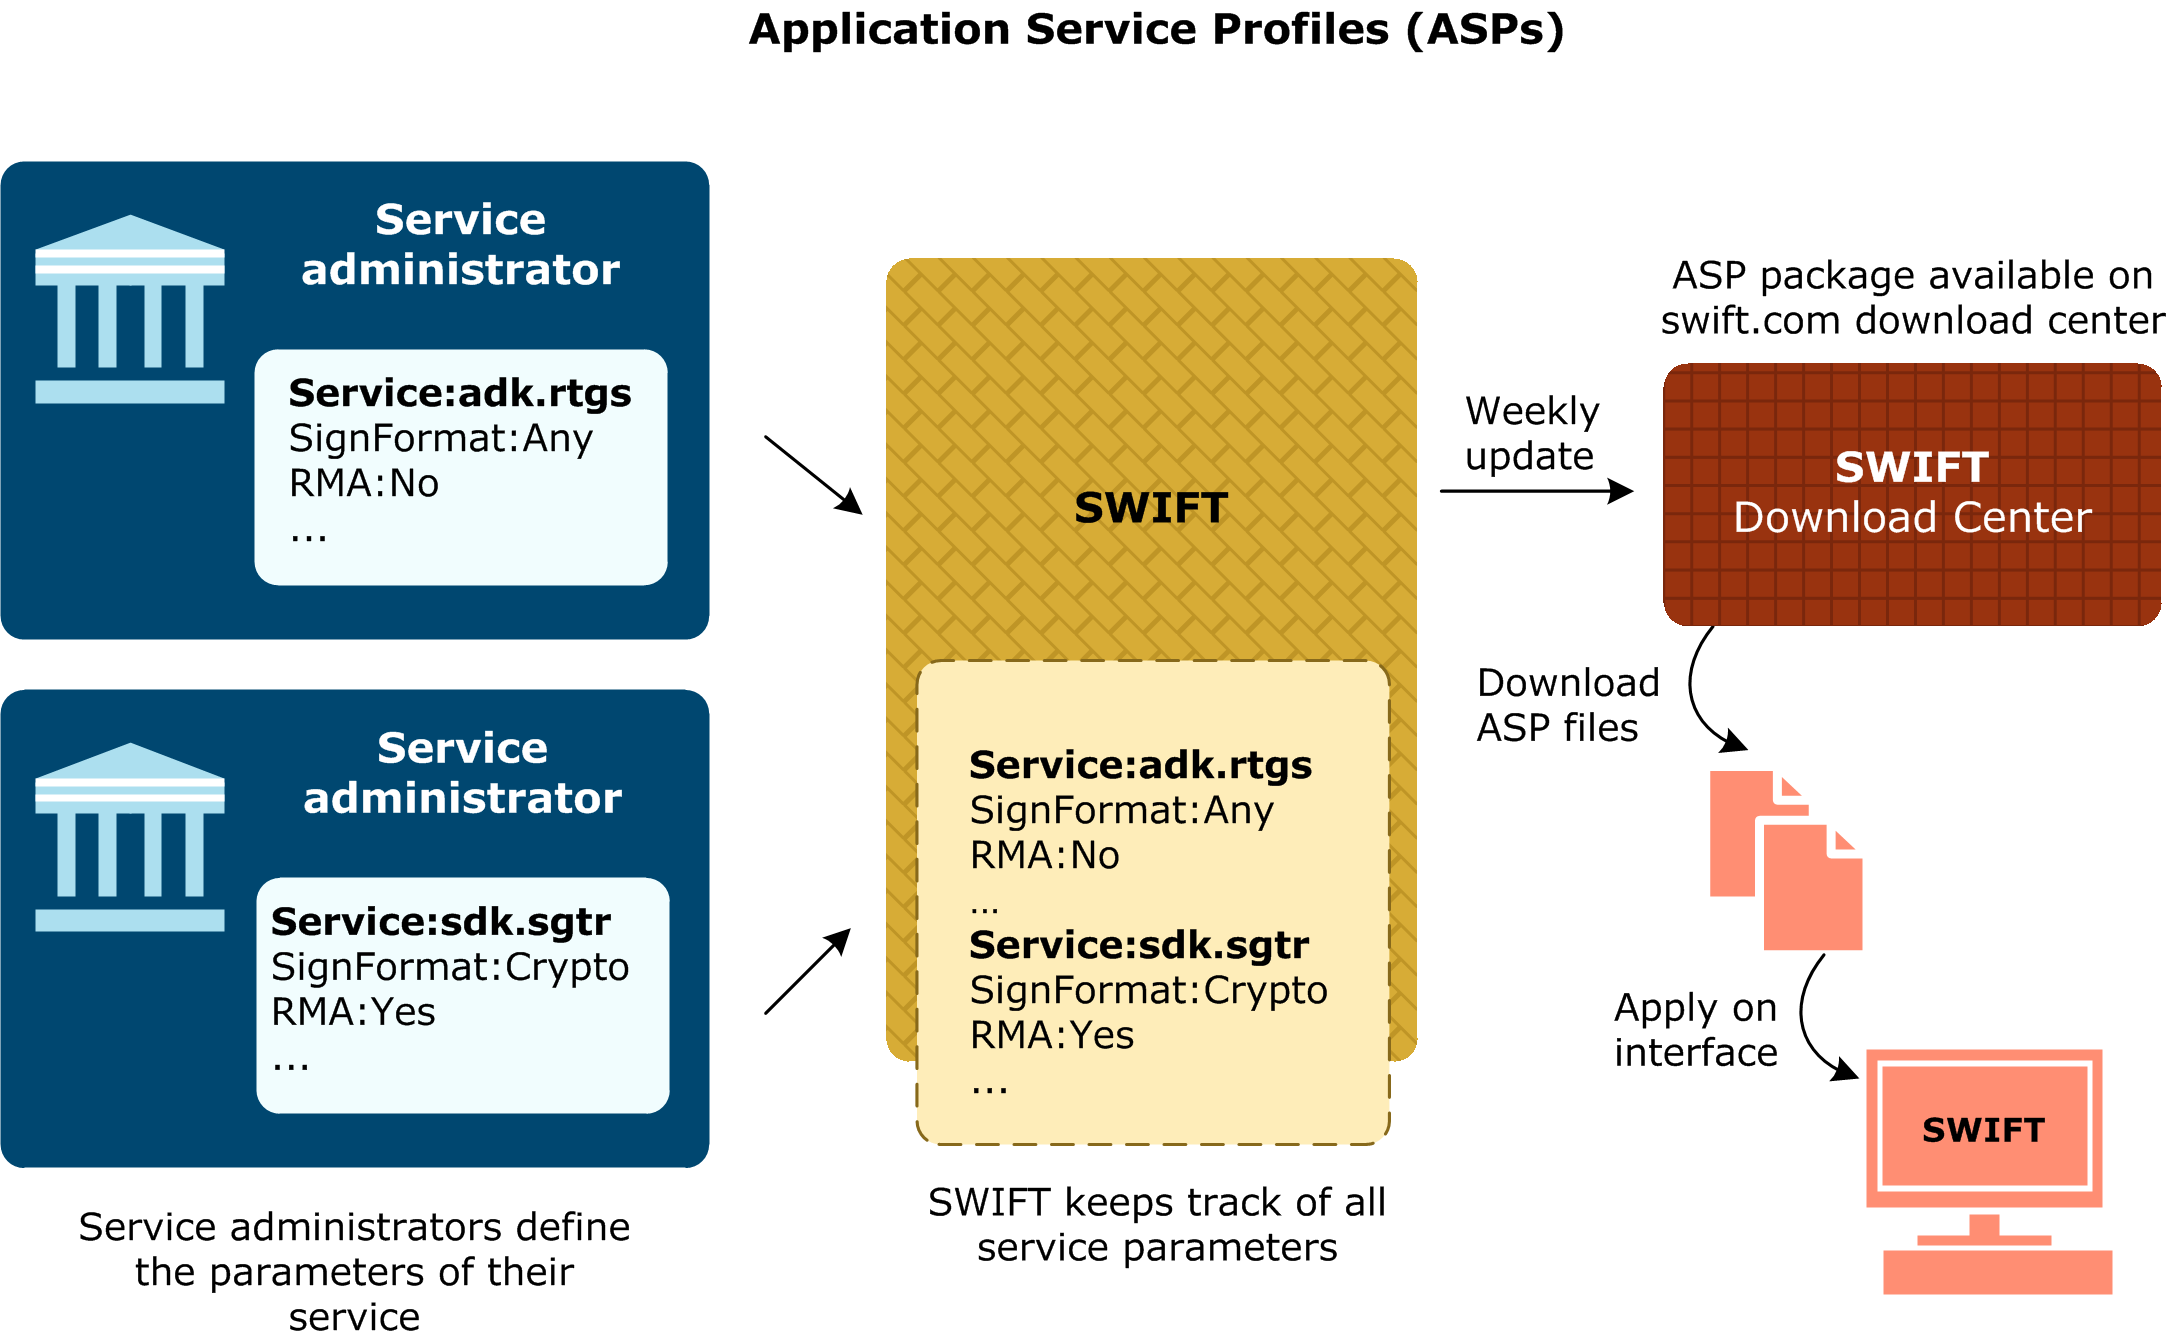 Application Service Profiles (ASPs)
Service
administrator
Service:adk.rtgs
SignFormat:Any
RMA:No
...
Service
administrator
Service:sdk.sgtr
SignFormat:Crypto
RMA:Yes
...
Service administrators define
the parameters of their
service
SWIFT
Service:adk.rtgs
SignFormat:Any
RMA:No
...
Service:sdk.sgtr
SignFormat:Crypto
RMA:Yes
...
SWIFT keeps track of all
service parameters
Weekly
update
ASP package available on
swift.com download center
SWIFT
Download Center
Download
ASP files
Apply on
interface
SWIFT